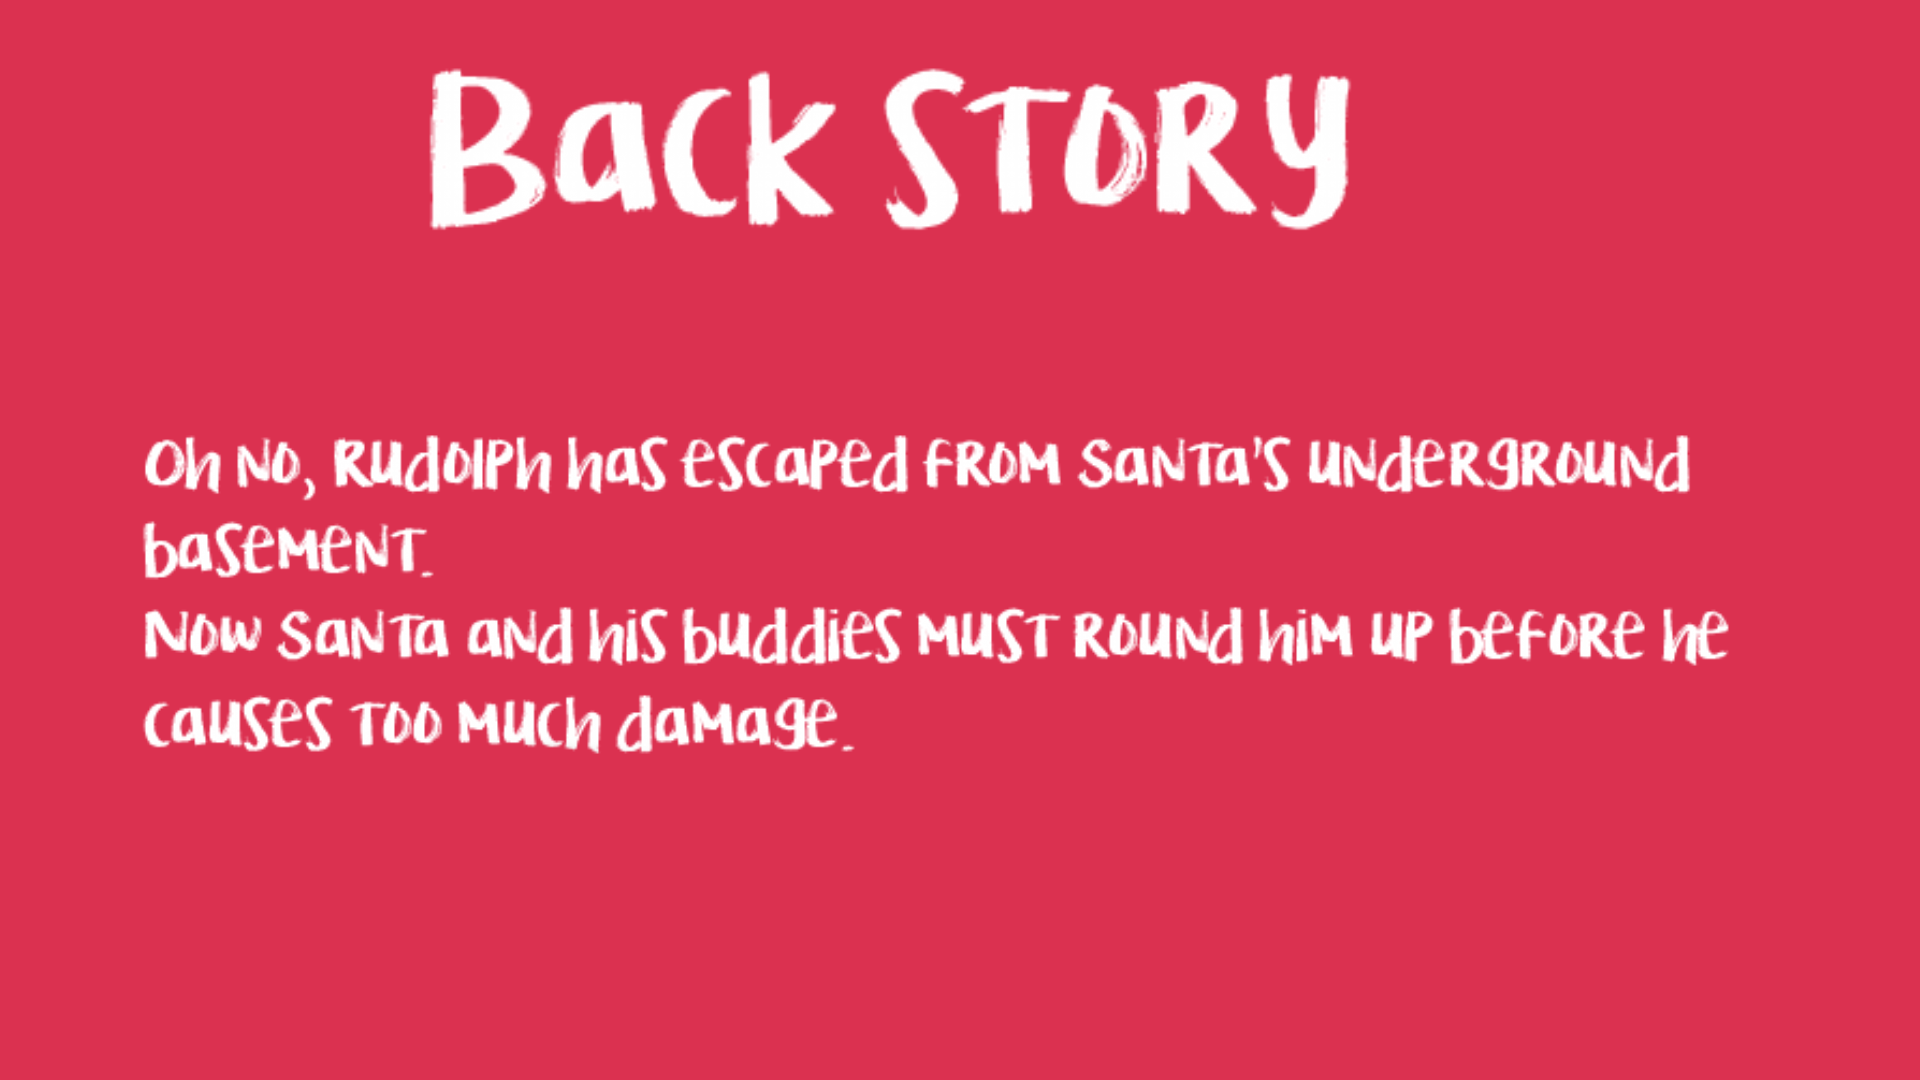 Back Story
Oh no, Rudolph has escaped from Santa's underground
basement.
Now Santa and his buddies must round him up before he
causes too much damage.